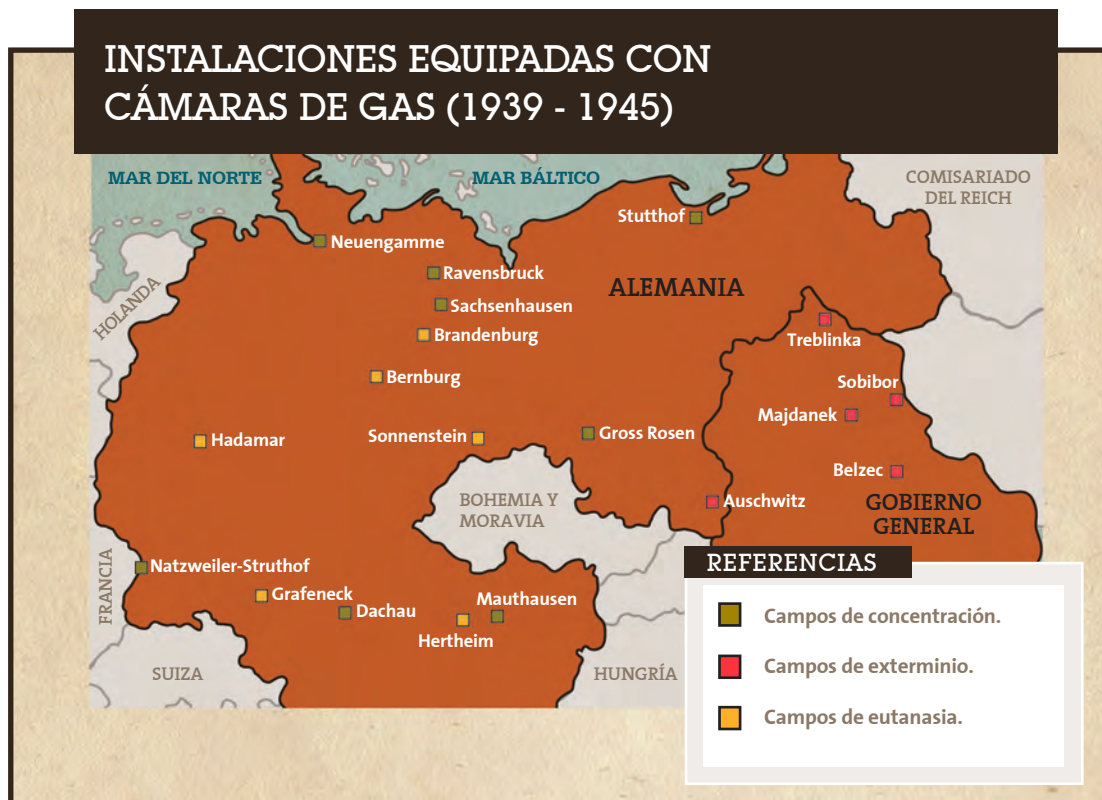 INSTALACIONES EQUIPADAS CON
CÁMARAS DE GAS (1939 - 1945)
MAR DEL NORTE
MAR BÁLTICO
COMISARIADO
DEL REICH
Stutthof
Neuengamme
Ravensbruck
ALEMANIA
HOLANDA
Sachsenhausen
Brandenburg
Treblinka
Bernburg
Sobibor
Majdanek
Hadamar
Sonnenstein
Gross Rosen
Belzec
BOHEMIA Y
MORAVIA
Auschwitz
GOBIERNO
GENERAL
FRANCIA
Natzweiler-Struthof
Grafeneck
Dachau
Mauthausen
Hertheim
SUIZA
HUNGRÍA
REFERENCIAS
Campos de concentración.
Campos de exterminio.
Campos de eutanasia.